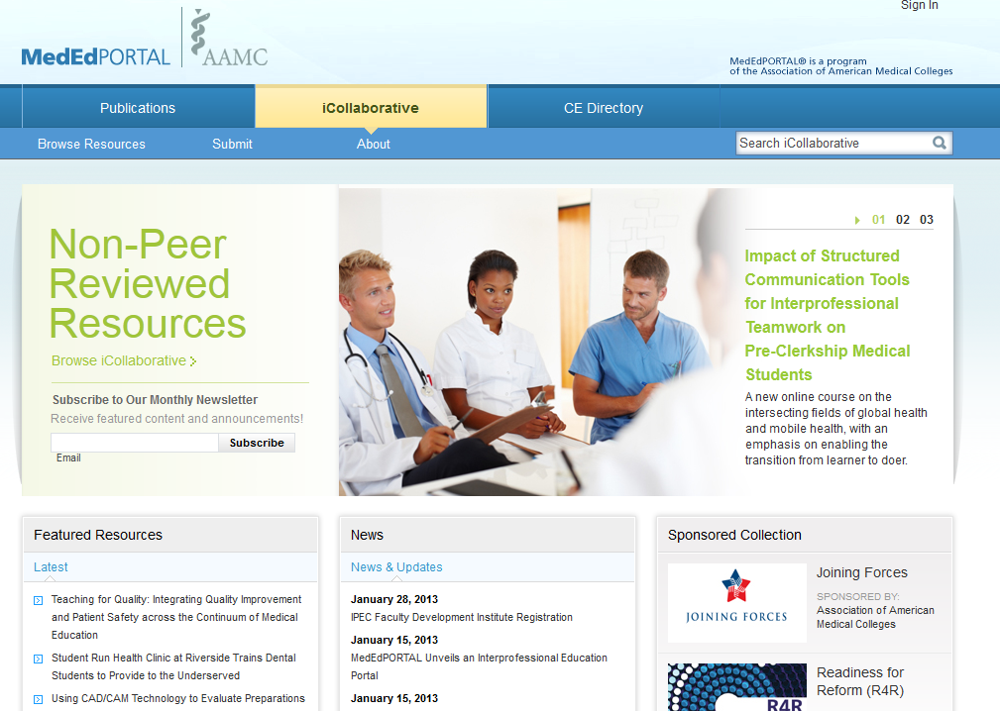 Sign In
MedEdPORTAL
AAMC
MedEdPORTAL® is a program
of the Association of American Medical Colleges
Publications
iCollaborative
CE Directory
Browse Resources
Submit
About
Search iCollaborative
Non-Peer
Reviewed
Resources
Browse iCollaborative
Subscribe to Our Monthly Newsletter
Receive featured content and announcements!
Subscribe
Email
01 02 03
Impact of Structured
Communication Tools
for Interprofessional
Teamwork on
Pre-Clerkship Medical
Students
A new online course on the
intersecting fields of global health
and mobile health, with an
emphasis on enabling the
transition from learner to doer.
Featured Resources
Latest
Teaching for Quality: Integrating Quality Improvement
and Patient Safety across the Continuum of Medical
Education
Student Run Health Clinic at Riverside Trains Dental
Students to Provide to the Underserved
Using CAD/CAM Technology to Evaluate Preparations
News
News & Updates
January 28, 2013
IPEC Faculty Development Institute Registration
January 15, 2013
MedEdPORTAL Unveils an Interprofessional Education
Portal
January 15, 2013
Sponsored Collection
JOINING FORCES
Joining Forces
SPONSORED BY:
Association of American
Medical Colleges
R4R
Readiness for
Reform (R4R)